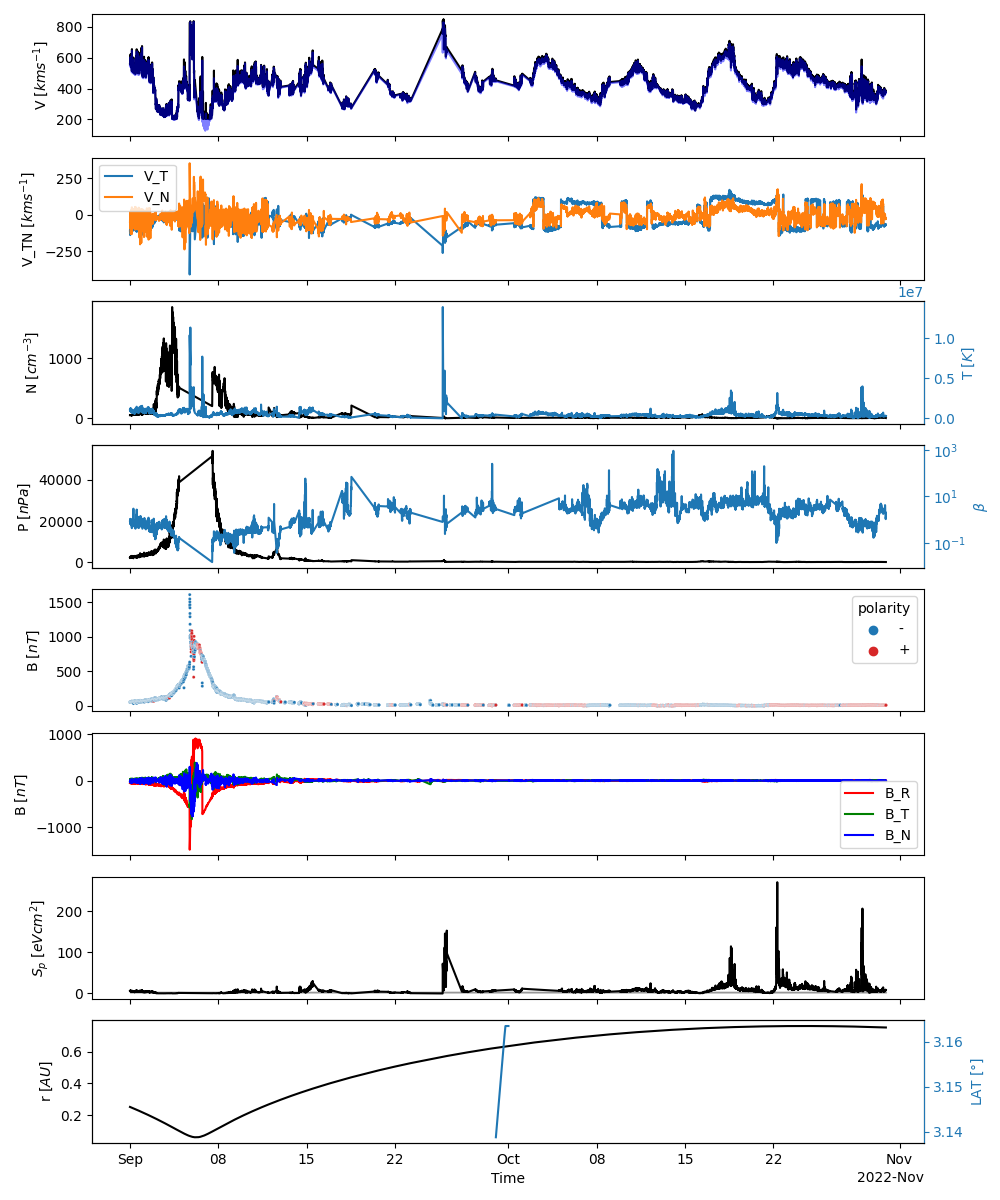 800
600
400
200
V [kms⁻¹]
250
0
−250
V_TN [kms⁻¹]
V_T
V_N
1e7
1000
0
N [cm⁻³]
1.0
0.5
0.0
T [K]
40000
20000
0
P [nPa]
10³
10¹
10⁻¹
β
1500
1000
500
0
B [nT]
polarity
-
+
1000
0
−1000
B [nT]
B_R
B_T
B_N
200
100
0
Sₚ [eVcm²]
0.6
0.4
0.2
r [AU]
3.16
3.15
3.14
LAT [°]
Sep 08 15 22 Oct 08 15 22 Nov
Time
2022-Nov